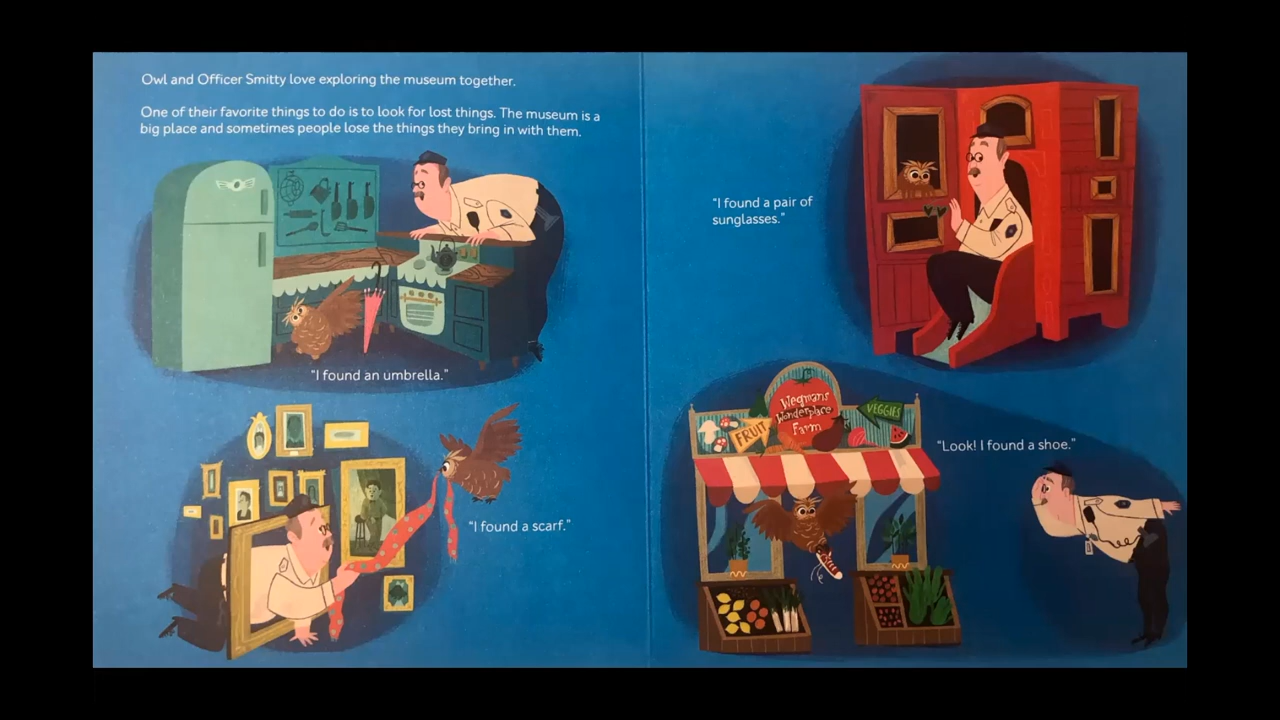 Owl and Officer Smitty love exploring the museum together.
One of their favorite things to do is to look for lost things. The museum is a
big place and sometimes people lose the things they bring in with them.
"I found an umbrella."
"I found a scarf."
"I found a pair of
sunglasses."
Wegmans
Wonderplace
Farm
FRUIT
VEGGIES
"Look! I found a shoe."